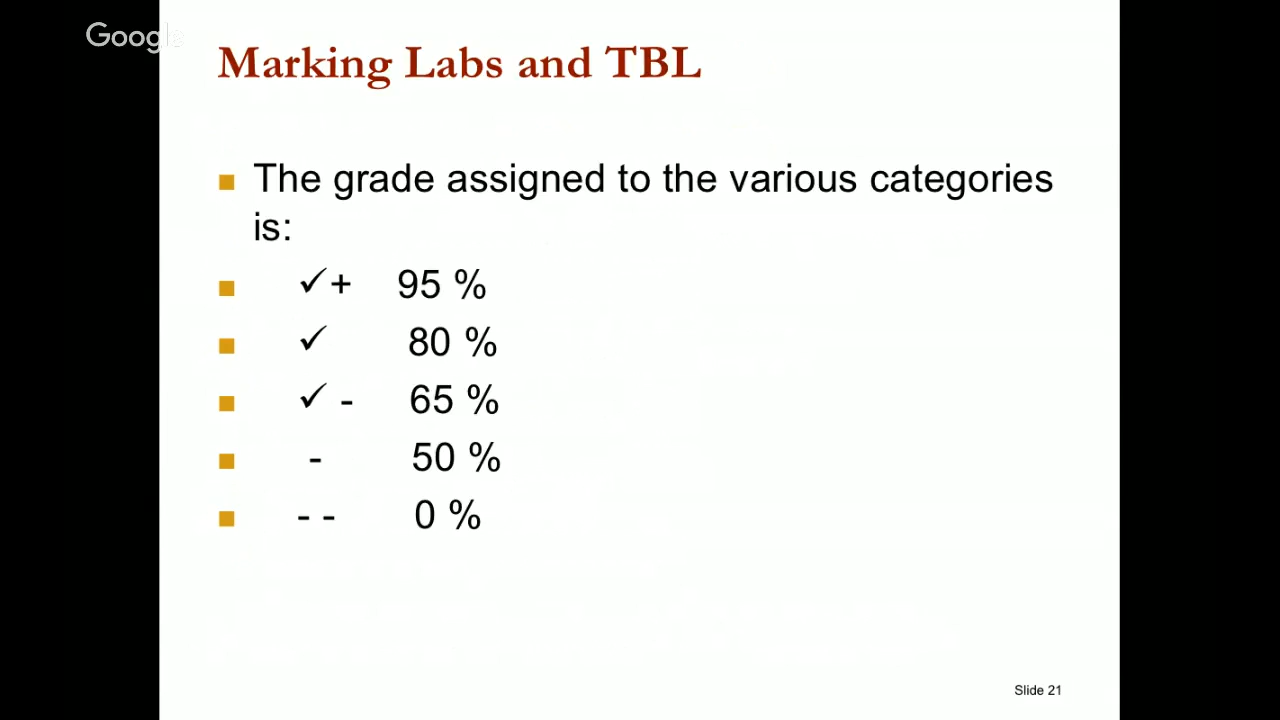 Google
Marking Labs and TBL
■ The grade assigned to the various categories
is:
■ ✓+ 95 %
■ ✓ 80 %
■ ✓ - 65 %
■ - 50 %
■ - - 0 %
Slide 21